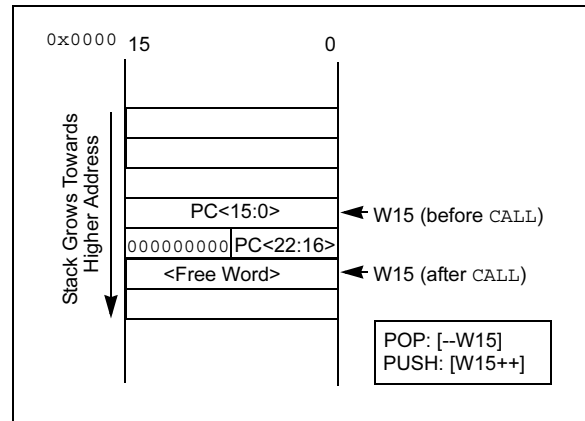 0x0000 15 0
Stack Grows Towards
Higher Address
PC<15:0>
W15 (before CALL)
000000000 PC<22:16>
<Free Word>
W15 (after CALL)
POP: [--W15]
PUSH: [W15++]